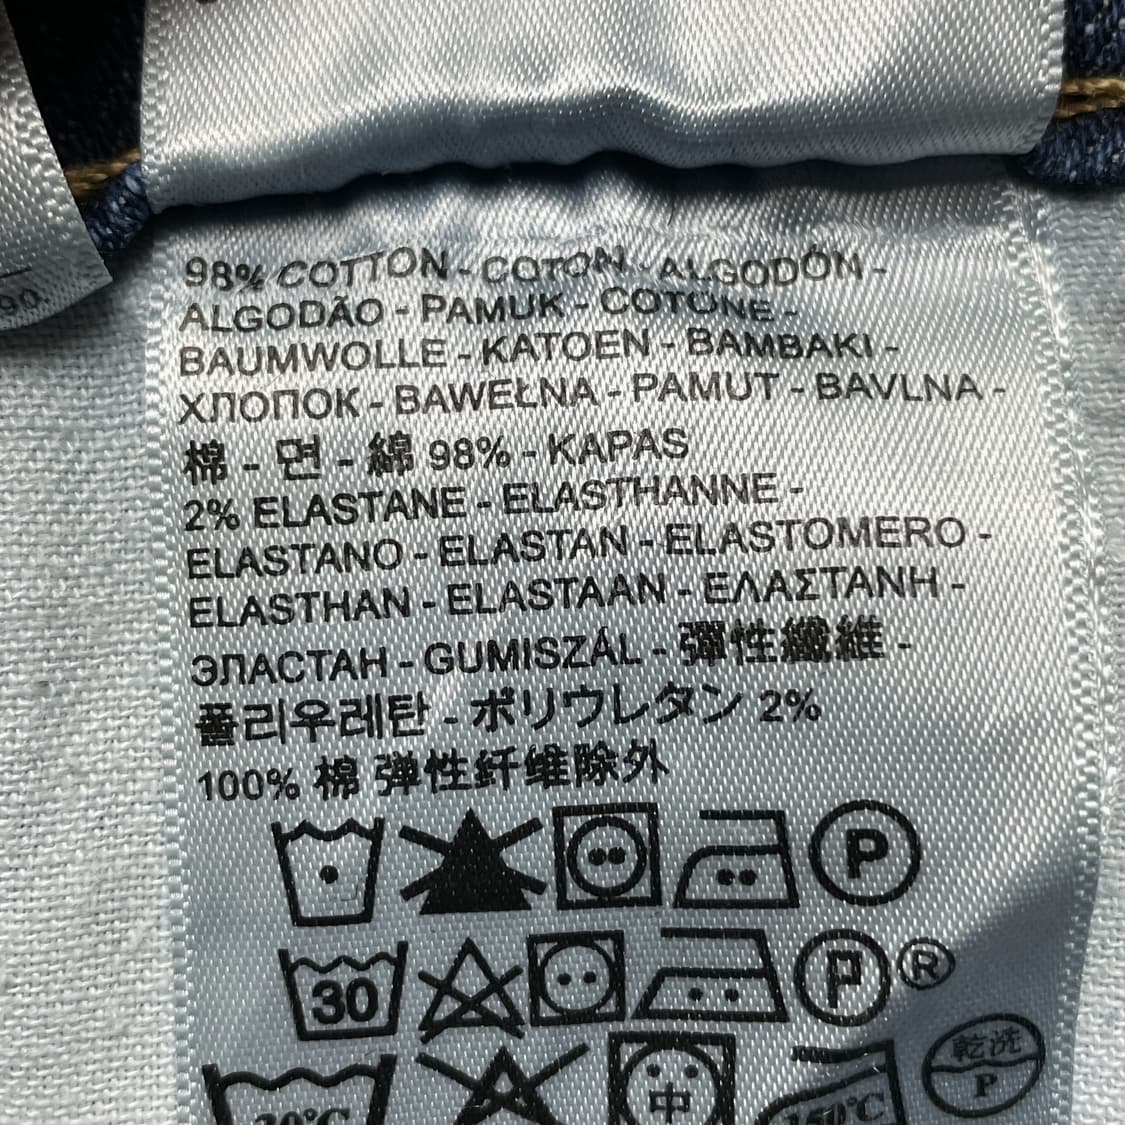 90
98% COTTON - COTON - ALGODÓN -
ALGODÃO - PAMUK - COTONE -
BAUMWOLLE - KATOEN - BAMBAKI -
ХЛОПОК - BAWEŁNA - PAMUT - BAVLNA -
棉 - 면 - 綿 98% - KAPAS
2% ELASTANE - ELASTHANNE -
ELASTANO - ELASTAN - ELASTOMERO -
ELASTHAN - ELASTAAN - ΕΛΑΣΤΑΝΗ -
ЭЛАСТАН - GUMISZÁL - 彈性纖維 -
폴리우레탄 - ポリウレタン 2%
100% 棉 弹性纤维除外
P
30 P ®
中 150°C 乾洗
P